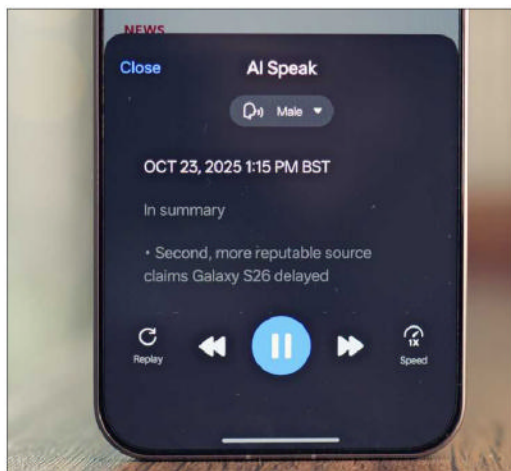 NEWS
Close
AI Speak
Male
OCT 23, 2025 1:15 PM BST
In summary
• Second, more reputable source
claims Galaxy S26 delayed
Replay
1X
Speed